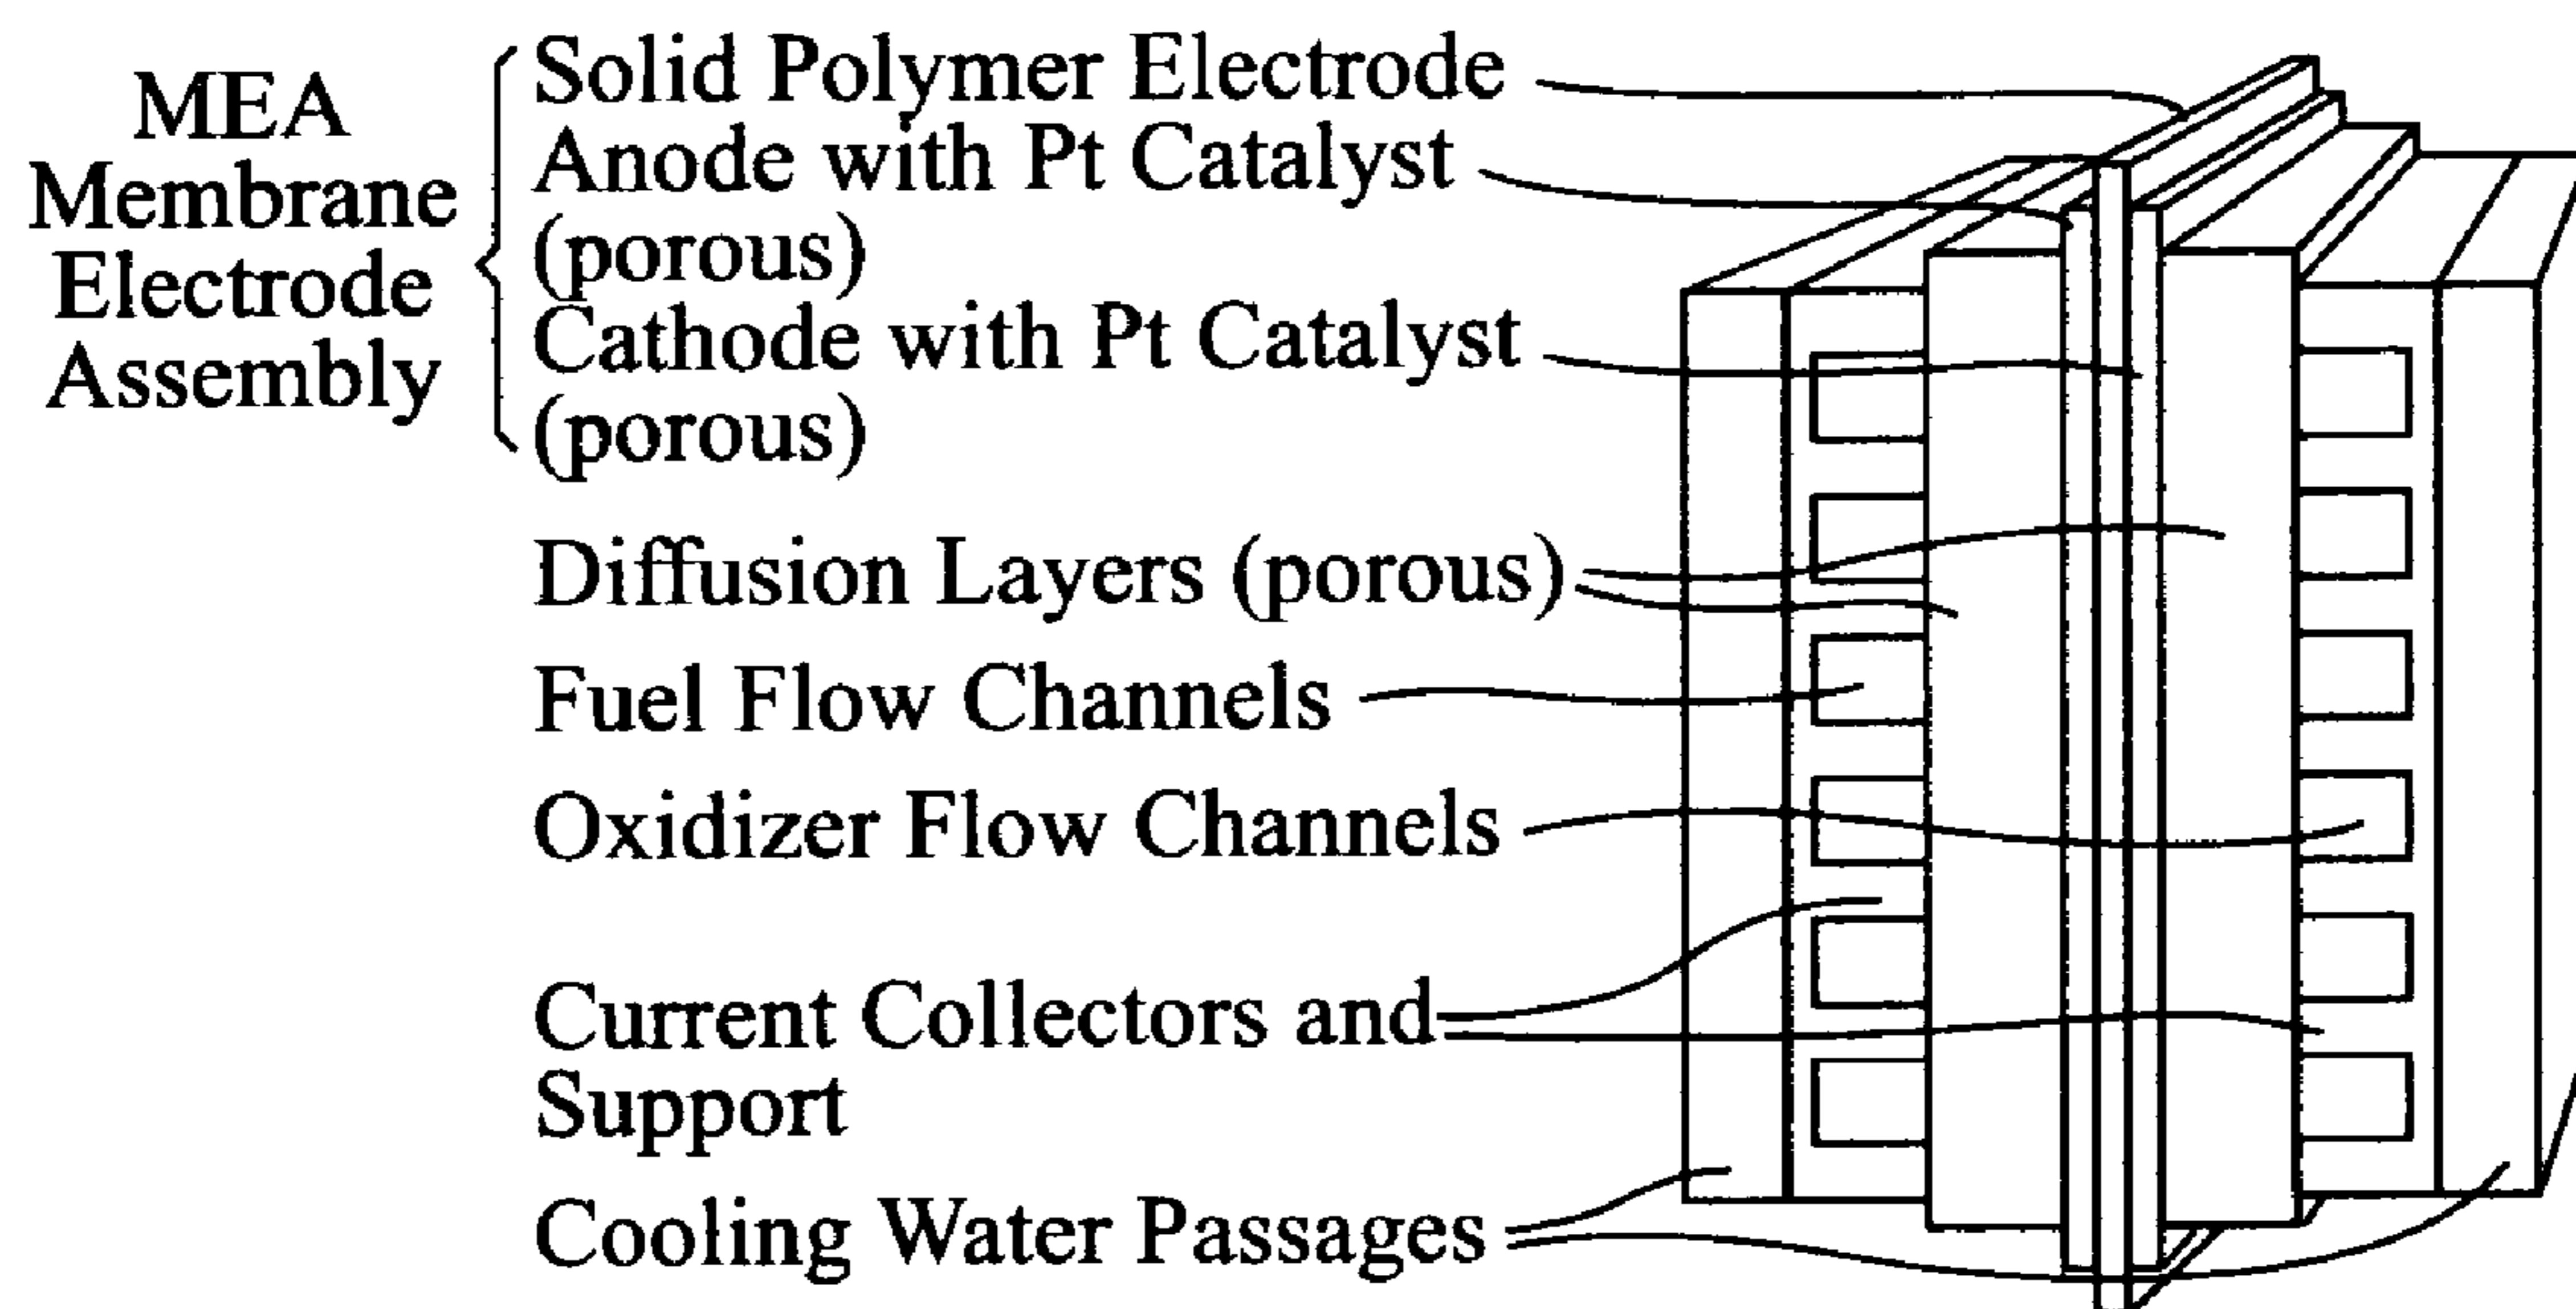 MEA
Membrane
Electrode
Assembly
Solid Polymer Electrode
Anode with Pt Catalyst
(porous)
Cathode with Pt Catalyst
(porous)
Diffusion Layers (porous)
Fuel Flow Channels
Oxidizer Flow Channels
Current Collectors and
Support
Cooling Water Passages